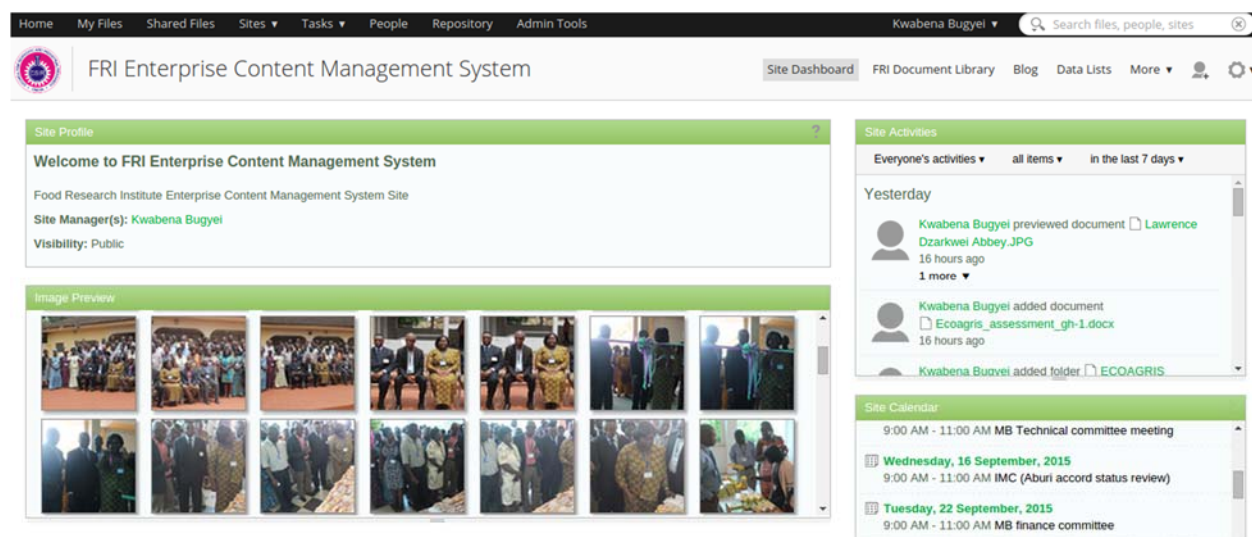 Home My Files Shared Files Sites ▾ Tasks ▾ People Repository Admin Tools Kwabena Bugyei ▾ Search files, people, sites
FRI Enterprise Content Management System
Site Dashboard FRI Document Library Blog Data Lists More ▾
Site Profile ?
Welcome to FRI Enterprise Content Management System
Food Research Institute Enterprise Content Management System Site
Site Manager(s): Kwabena Bugyei
Visibility: Public
Image Preview
Site Activities
Everyone's activities ▾ all items ▾ in the last 7 days ▾
Yesterday
Kwabena Bugyei previewed document Lawrence
Dzarkwei Abbey.JPG
16 hours ago
1 more ▾
Kwabena Bugyei added document
Ecoagris_assessment_gh-1.docx
16 hours ago
Kwabena Bugyei added folder ECOAGRIS
Site Calendar
9:00 AM - 11:00 AM MB Technical committee meeting
Wednesday, 16 September, 2015
9:00 AM - 11:00 AM IMC (Aburi accord status review)
Tuesday, 22 September, 2015
9:00 AM - 11:00 AM MB finance committee